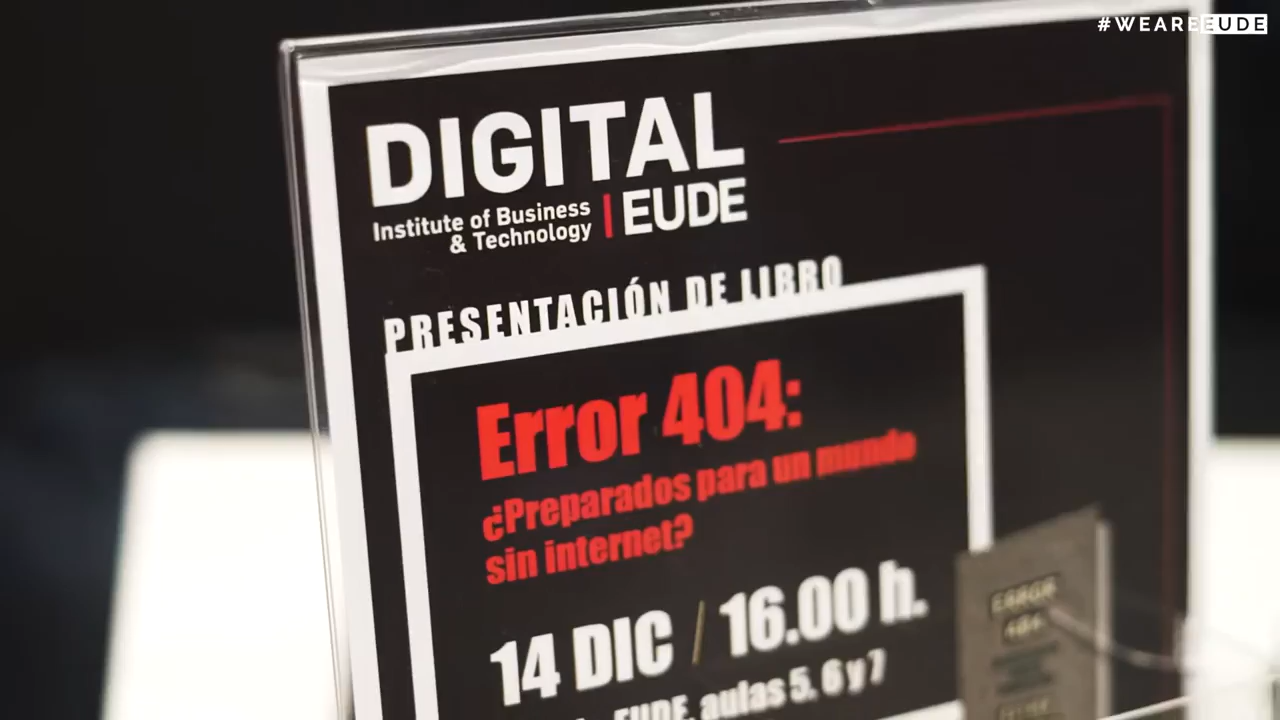 #WEAREEUDE
DIGITAL
Institute of Business
& Technology
EUDE
PRESENTACIÓN DE LIBRO
Error 404:
¿Preparados para un mundo
sin internet?
14 DIC / 16.00 h.
EUDE, aulas 5, 6 y 7
ERROR
404